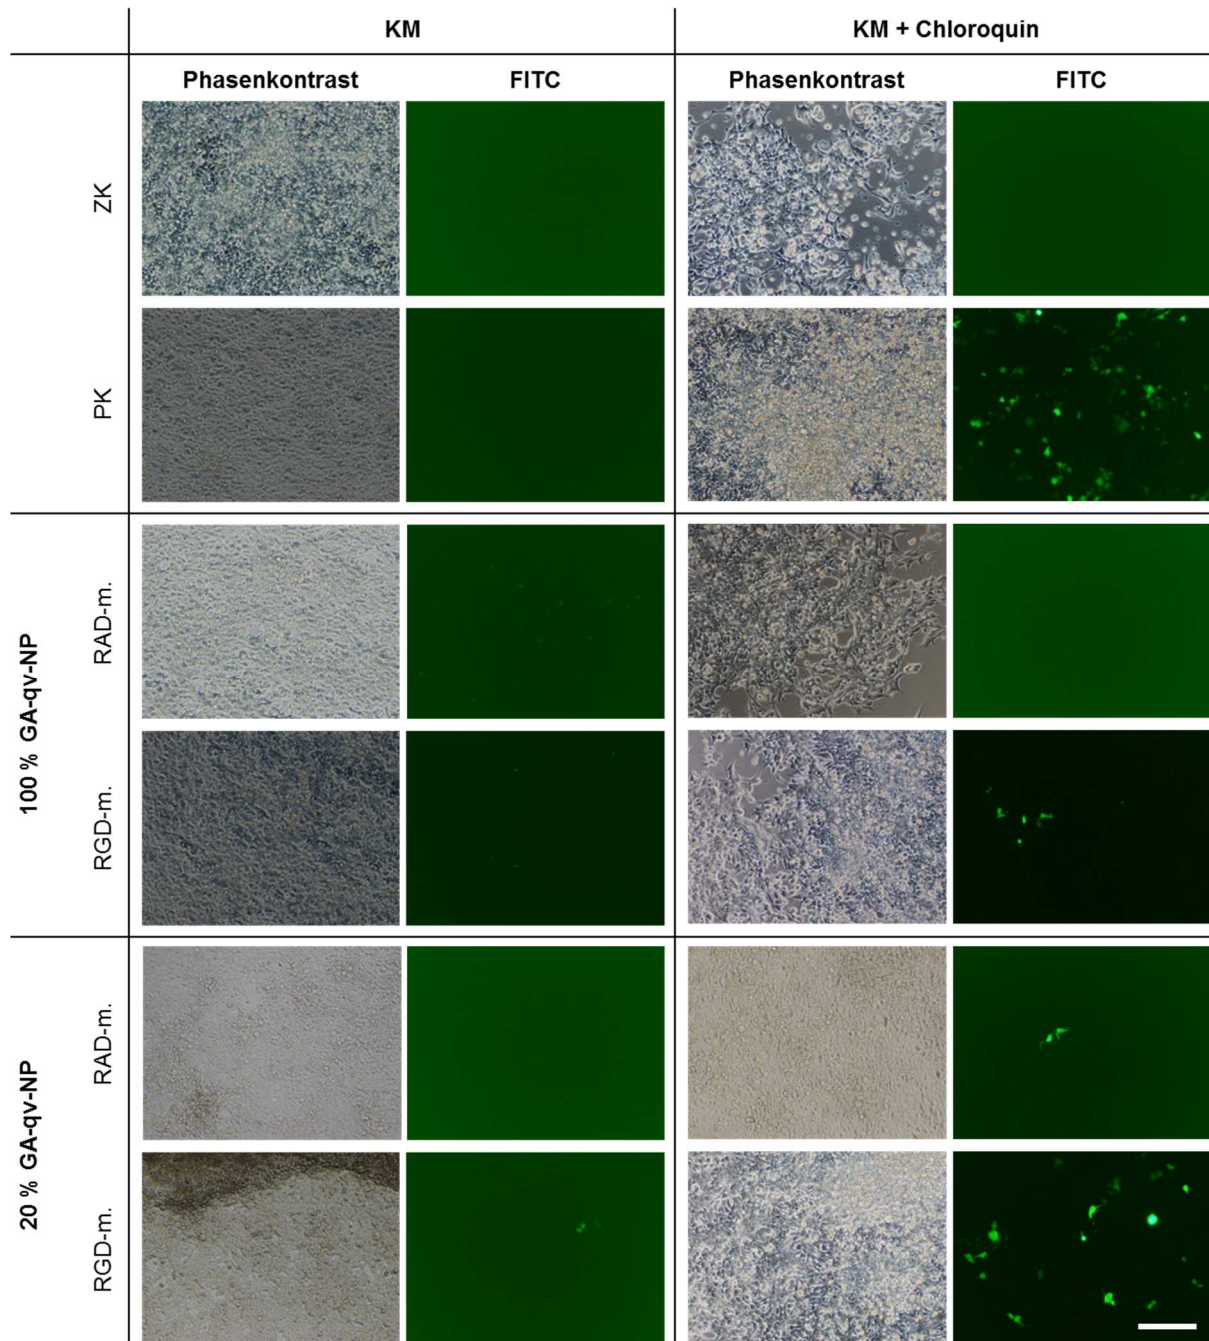 KM
KM + Chloroquin
Phasenkontrast
FITC
Phasenkontrast
FITC
ZK
PK
100 % GA-qv-NP
RAD-m.
RGD-m.
20 % GA-qv-NP
RAD-m.
RGD-m.